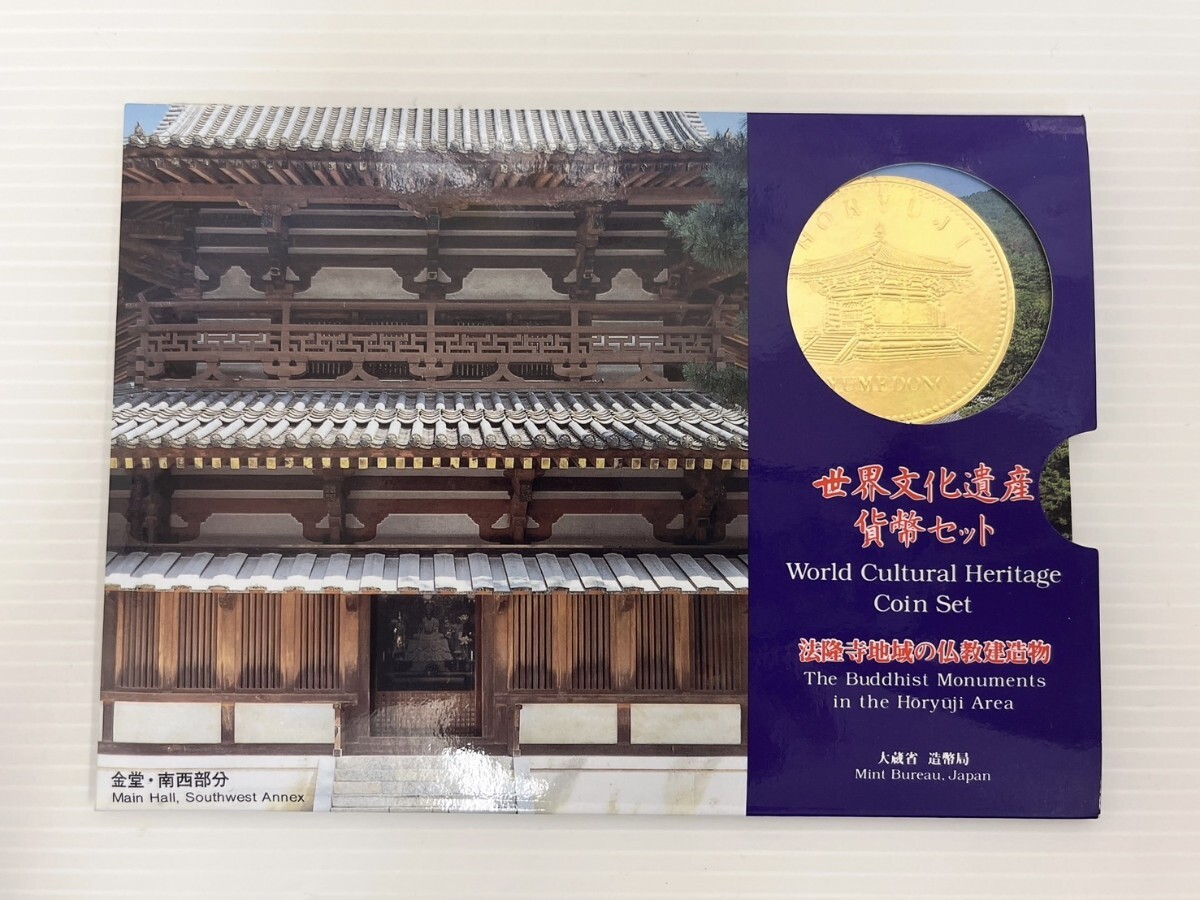 HORYUJI
YUMEDONO
世界文化遺産
貨幣セット
World Cultural Heritage
Coin Set
法隆寺地域の仏教建造物
The Buddhist Monuments
in the Hōryūji Area
大蔵省 造幣局
Mint Bureau, Japan
金堂・南西部分
Main Hall, Southwest Annex